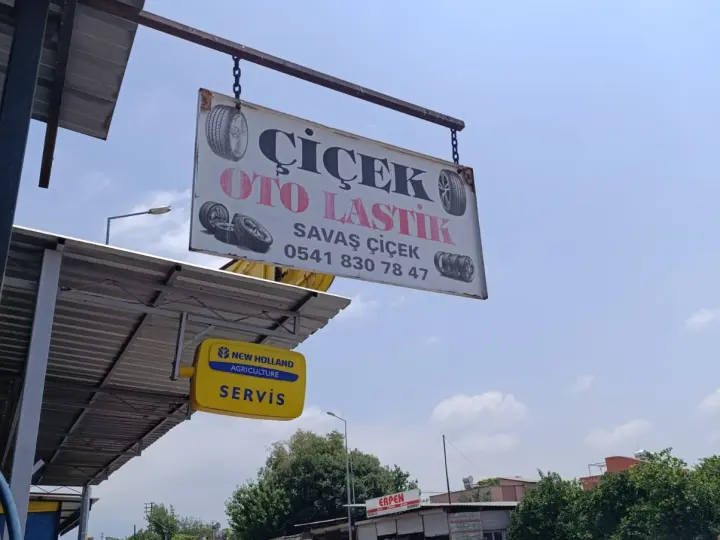 ÇİÇEK
OTO LASTİK
SAVAŞ ÇİÇEK
0541 830 78 47
NEW HOLLAND
AGRICULTURE
SERVİS
ERPEN